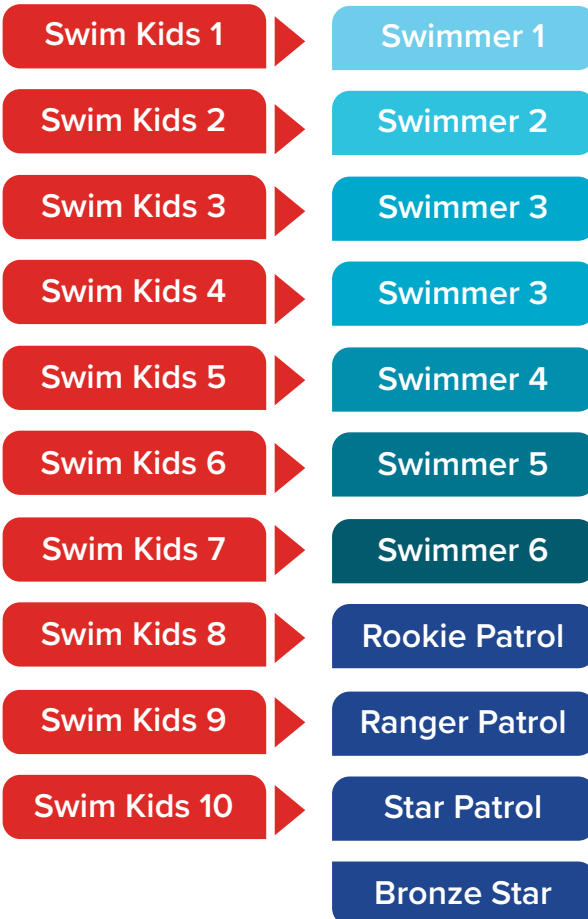 Swim Kids 1 Swimmer 1
Swim Kids 2 Swimmer 2
Swim Kids 3 Swimmer 3
Swim Kids 4 Swimmer 3
Swim Kids 5 Swimmer 4
Swim Kids 6 Swimmer 5
Swim Kids 7 Swimmer 6
Swim Kids 8 Rookie Patrol
Swim Kids 9 Ranger Patrol
Swim Kids 10 Star Patrol
Bronze Star